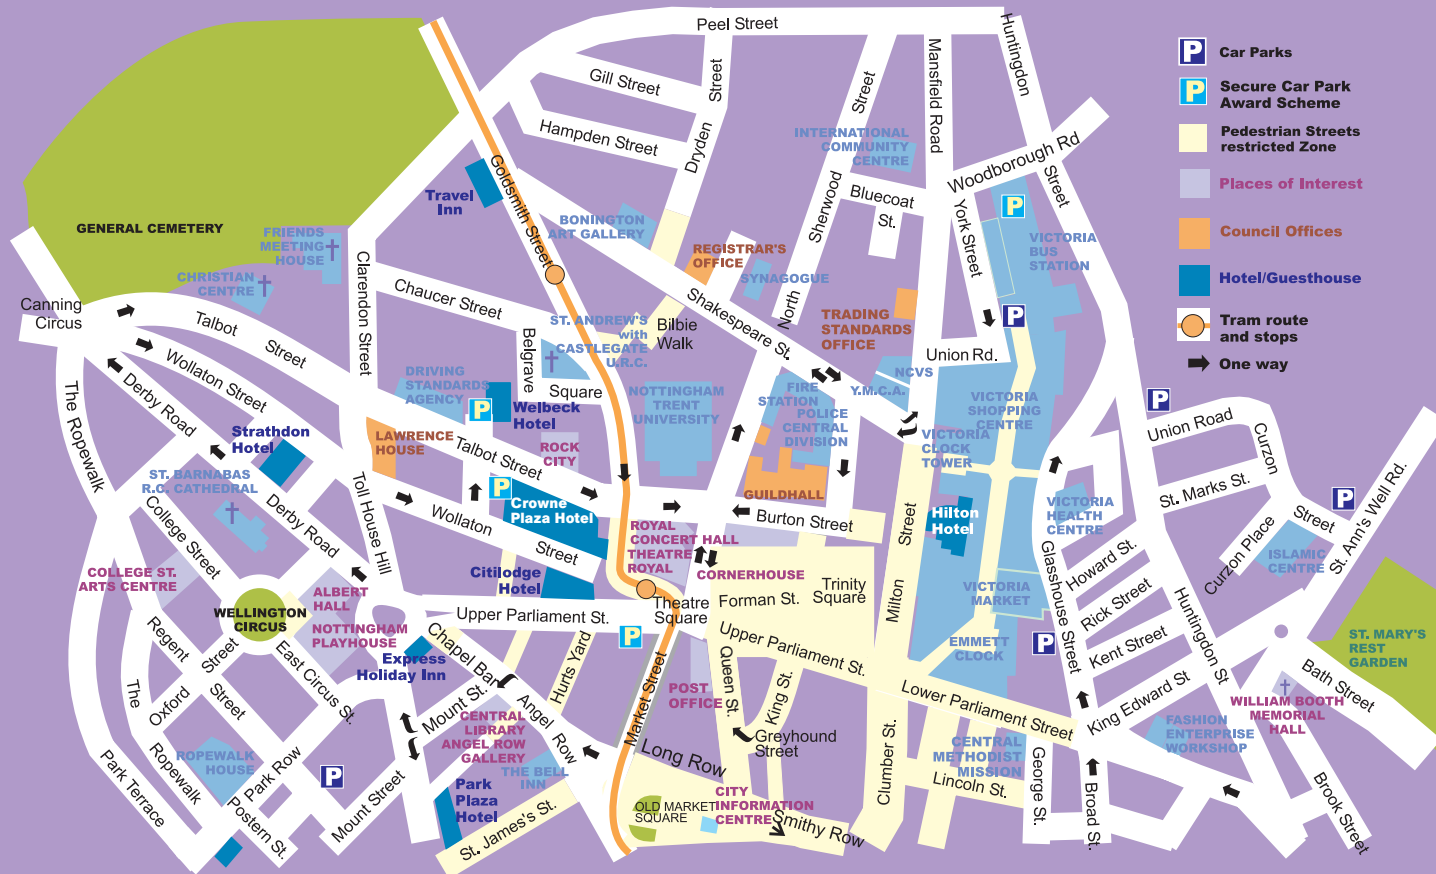 Peel Street
Gill Street
Hampden Street
Dryden
Street
Street
Sherwood
North
Mansfield Road
Huntingdon
Street
Woodborough Rd
Bluecoat
St.
York Street
INTERNATIONAL
COMMUNITY
CENTRE
P
Car Parks
P
Secure Car Park
Award Scheme
Pedestrian Streets
restricted Zone
Places of Interest
Council Offices
Hotel/Guesthouse
Tram route
and stops
One way
GENERAL CEMETERY
FRIENDS
MEETING
HOUSE
CHRISTIAN
CENTRE
Travel
Inn
Goldsmith Street
BONINGTON
ART GALLERY
REGISTRAR'S
OFFICE
SYNAGOGUE
P
VICTORIA
BUS
STATION
Canning
Circus
Talbot
Street
Clarendon Street
Chaucer Street
Belgrave
Square
ST. ANDREW'S
with
CASTLEGATE
U.R.C.
Bilbie
Walk
Shakespeare St.
TRADING
STANDARDS
OFFICE
P
Union Rd.
NCVS
Y.M.C.A.
Wollaton Street
Derby Road
The Ropewalk
DRIVING
STANDARDS
AGENCY
P
Welbeck
Hotel
NOTTINGHAM
TRENT
UNIVERSITY
FIRE
STATION
POLICE
CENTRAL
DIVISION
VICTORIA
SHOPPING
CENTRE
P
Union Road
Curzon
Street
Strathdon
Hotel
LAWRENCE
HOUSE
Talbot Street
ROCK
CITY
VICTORIA
CLOCK
TOWER
GUILDHALL
ST. BARNABAS
R.C. CATHEDRAL
College Street
Derby Road
Toll House Hill
Wollaton
Street
P
Crowne
Plaza Hotel
Burton Street
Hilton
Hotel
VICTORIA
HEALTH
CENTRE
St. Marks St.
P
St. Ann's Well Rd.
Curzon Place
ISLAMIC
CENTRE
ROYAL
CONCERT HALL
THEATRE
ROYAL
CORNERHOUSE
Milton
Street
Glasshouse Street
Howard St.
Rick Street
Kent Street
Huntingdon St.
COLLEGE ST.
ARTS CENTRE
ALBERT
HALL
Citilodge
Hotel
Trinity
Square
Forman St.
Theatre
Square
VICTORIA
MARKET
WELLINGTON
CIRCUS
NOTTINGHAM
PLAYHOUSE
Upper Parliament St.
P
Upper Parliament St.
EMMETT
CLOCK
P
ST. MARY'S
REST
GARDEN
Regent
Street
Oxford
Street
East Circus St.
Express
Holiday Inn
Chapel Bar
Hurts Yard
Market Street
POST
OFFICE
Queen St.
King St.
Lower Parliament Street
King Edward St
Bath Street
WILLIAM BOOTH
MEMORIAL
HALL
The
Ropewalk
Park Terrace
ROPEWALK
HOUSE
Park Row
Postern St.
P
Mount St.
Mount Street
CENTRAL
LIBRARY
ANGEL ROW
GALLERY
Angel
Row
THE BELL
INN
Greyhound
Street
Long Row
Clumber St.
CENTRAL
METHODIST
MISSION
Lincoln St.
George St.
Broad St.
FASHION
ENTERPRISE
WORKSHOP
Brook Street
Park
Plaza
Hotel
St. James's St.
OLD MARKET
SQUARE
CITY
INFORMATION
CENTRE
Smithy Row